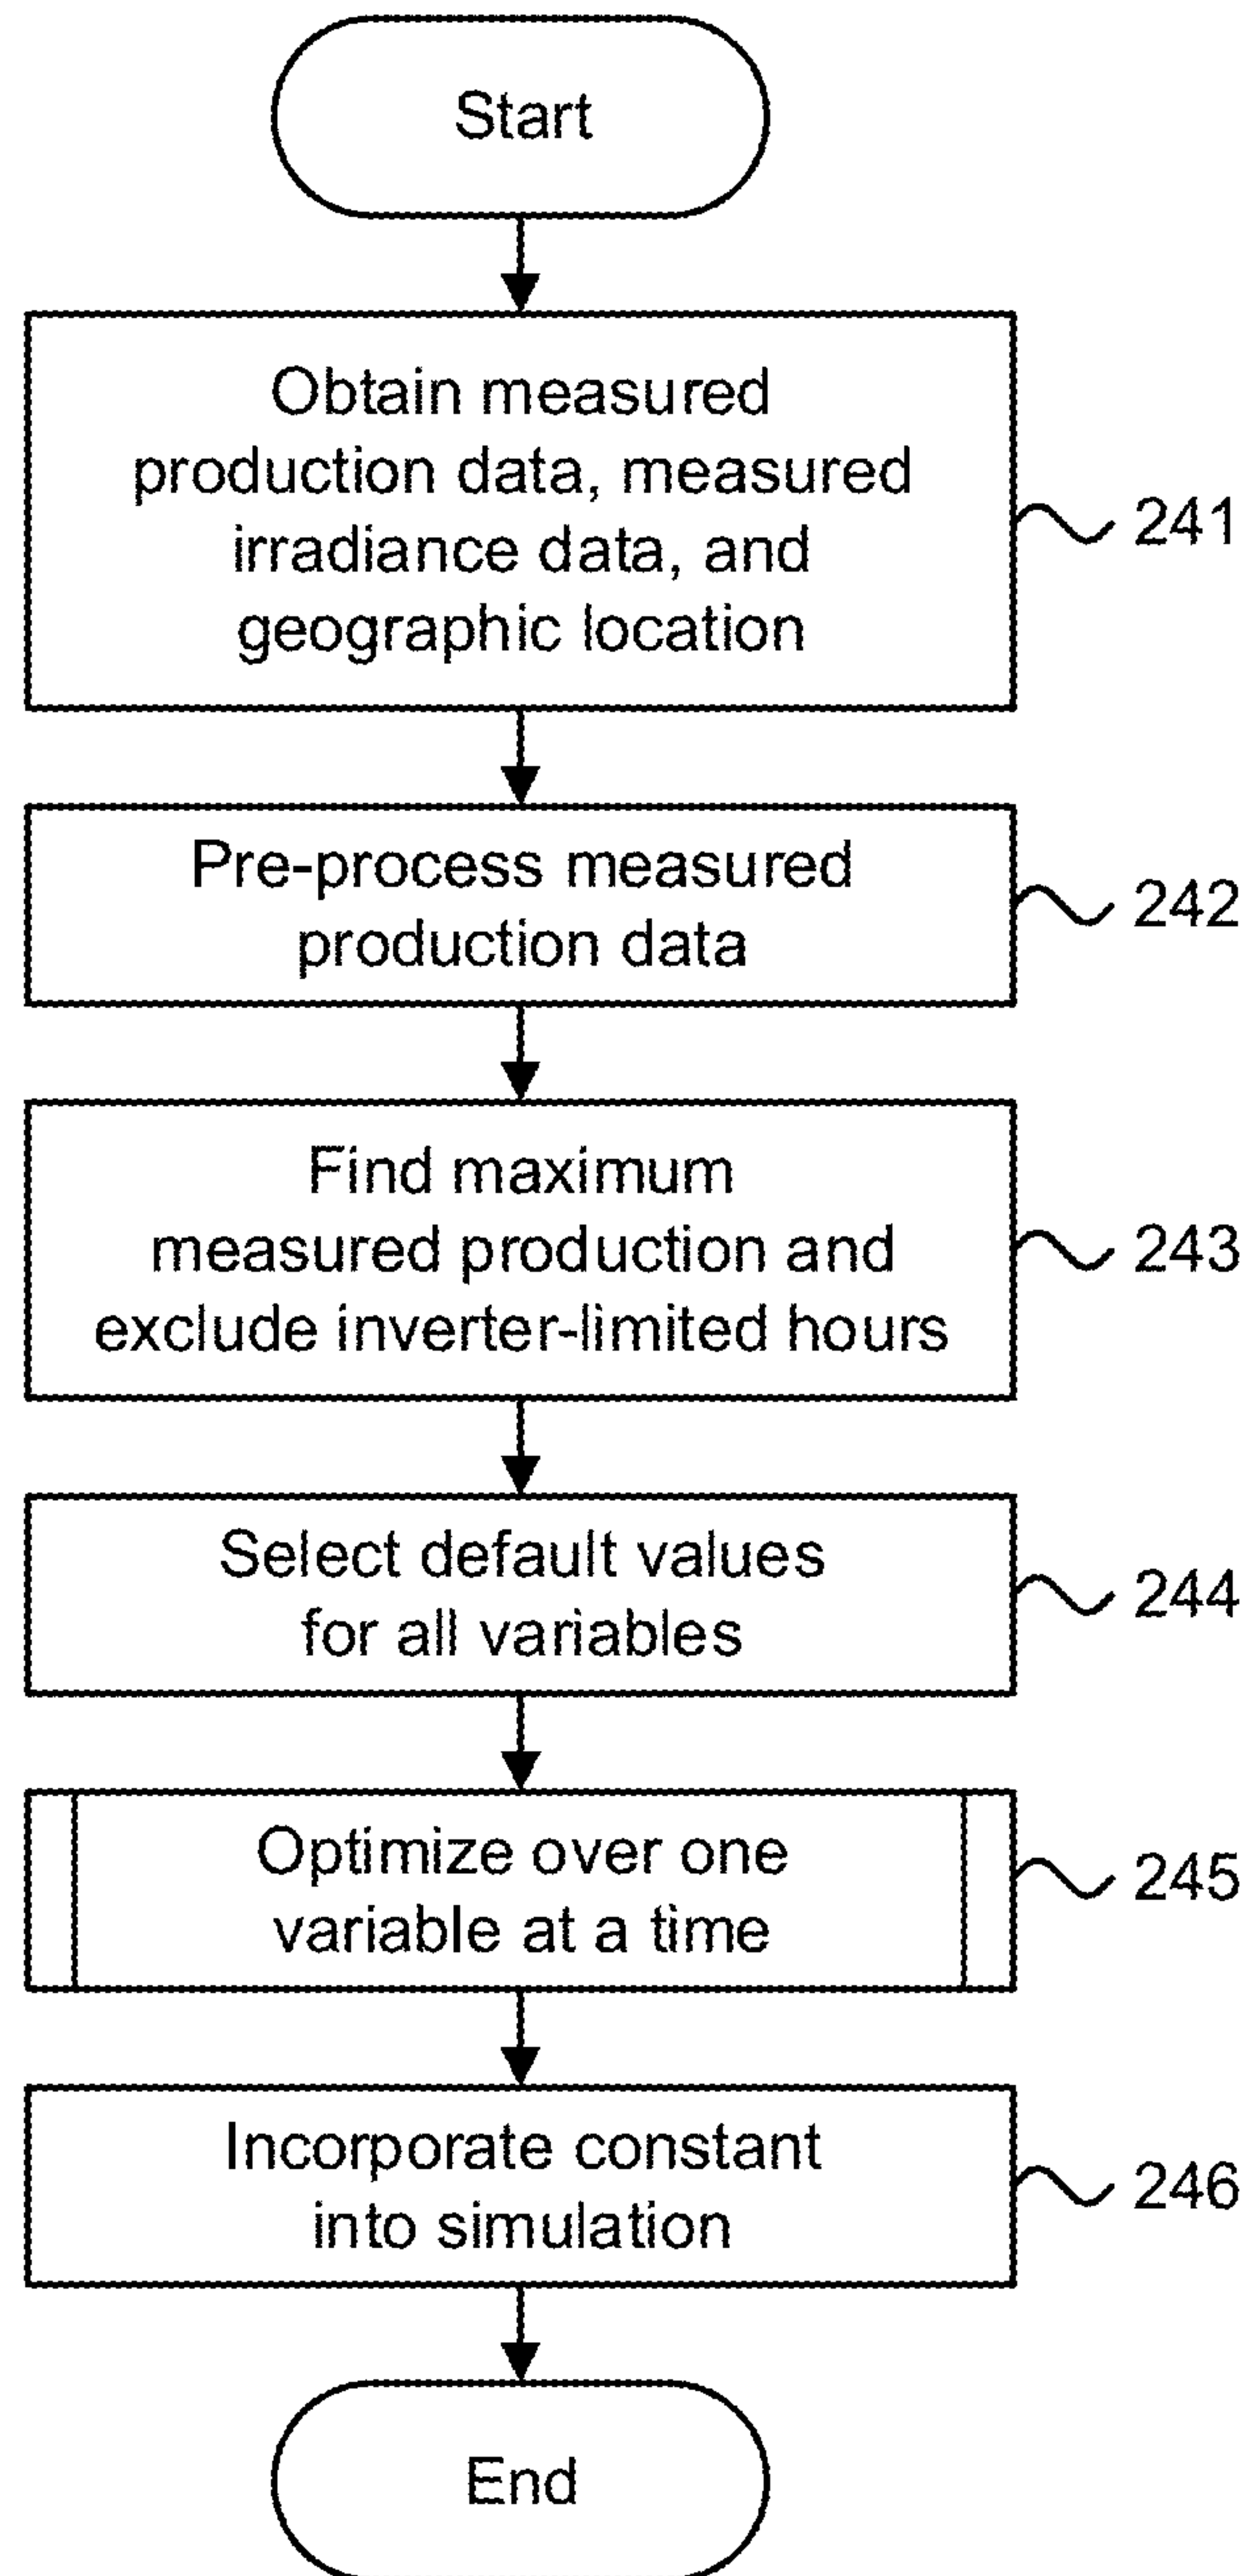 Start
Obtain measured
production data, measured
irradiance data, and
geographic location
241
Pre-process measured
production data
242
Find maximum
measured production and
exclude inverter-limited hours
243
Select default values
for all variables
244
Optimize over one
variable at a time
245
Incorporate constant
into simulation
246
End